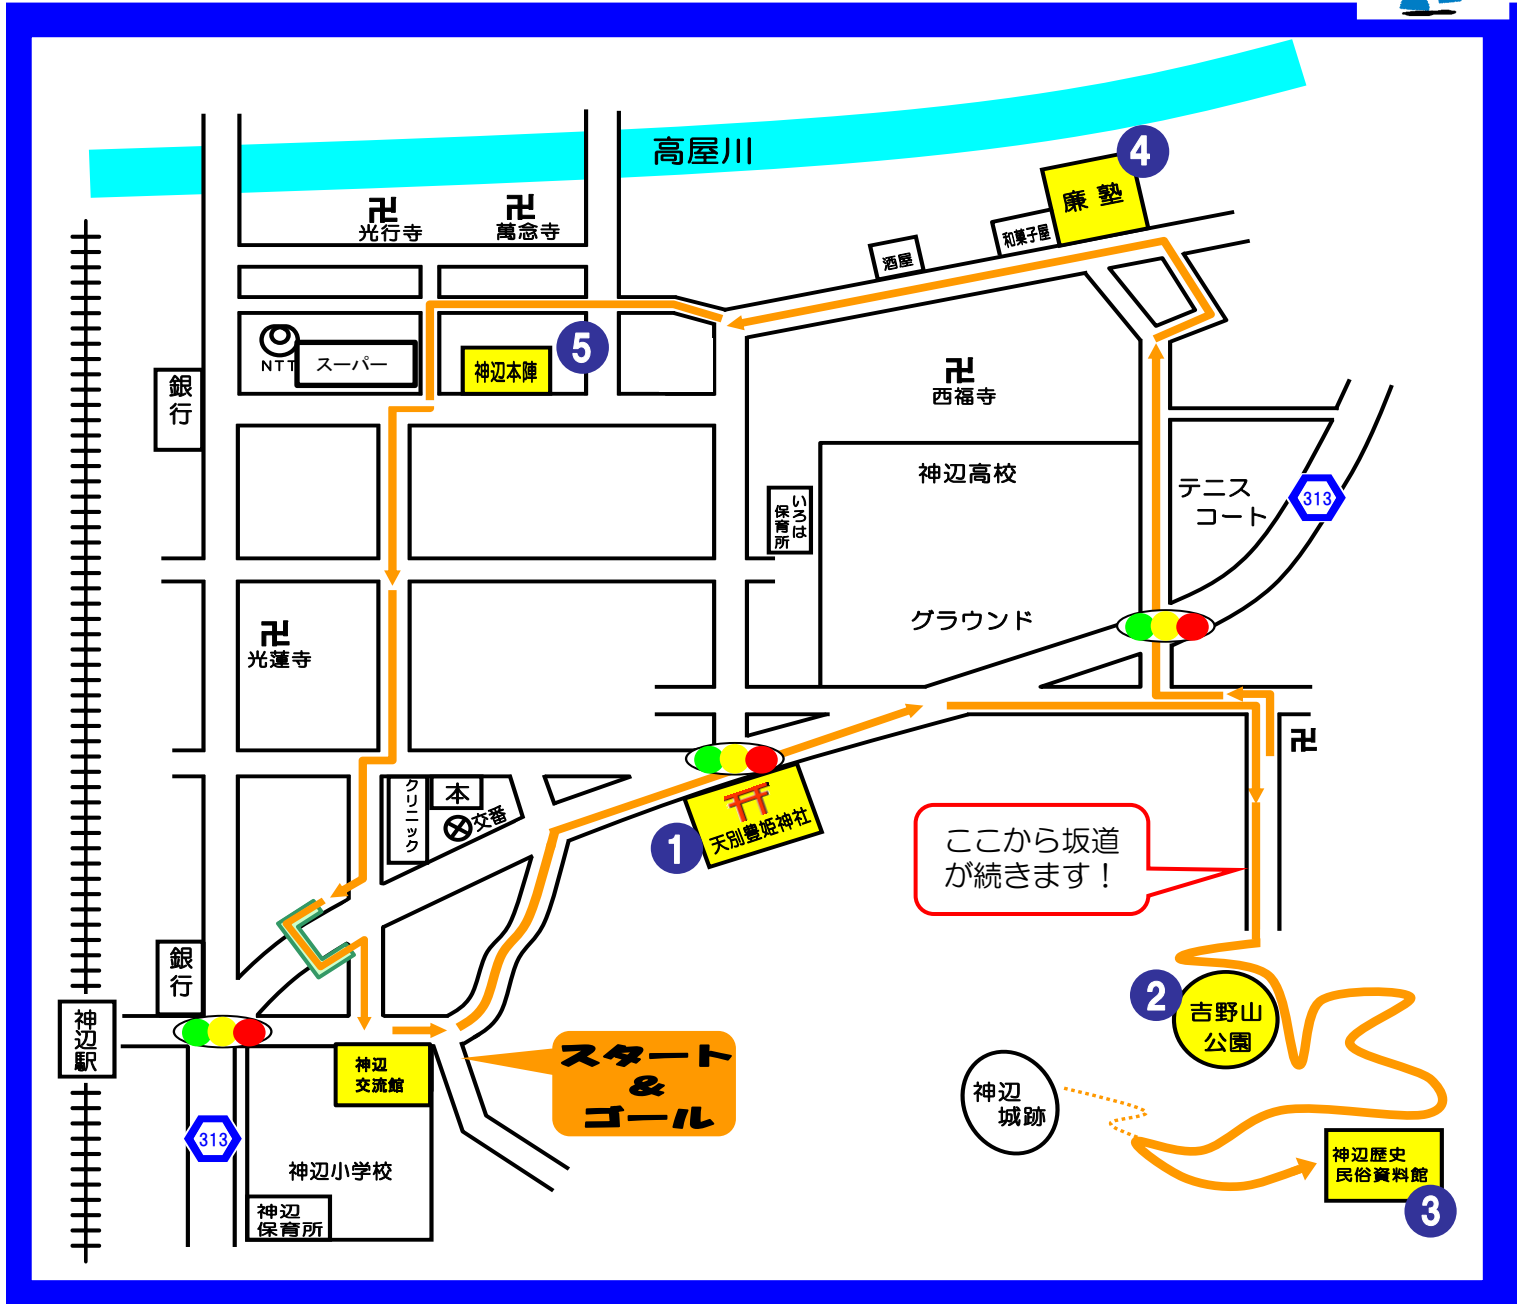 高屋川
4
廉塾
和菓子屋
酒屋
光行寺
萬念寺
NTT
スーパー
5
神辺本陣
銀行
西福寺
神辺高校
いろは
保育所
テニス
コート
313
グラウンド
光蓮寺
クリニック
本
交番
1
天別豊姫神社
ここから坂道
が続きます！
銀行
神辺駅
2
吉野山
公園
スタート
&
ゴール
神辺
交流館
神辺
城跡
313
神辺小学校
神辺
保育所
神辺歴史
民俗資料館
3